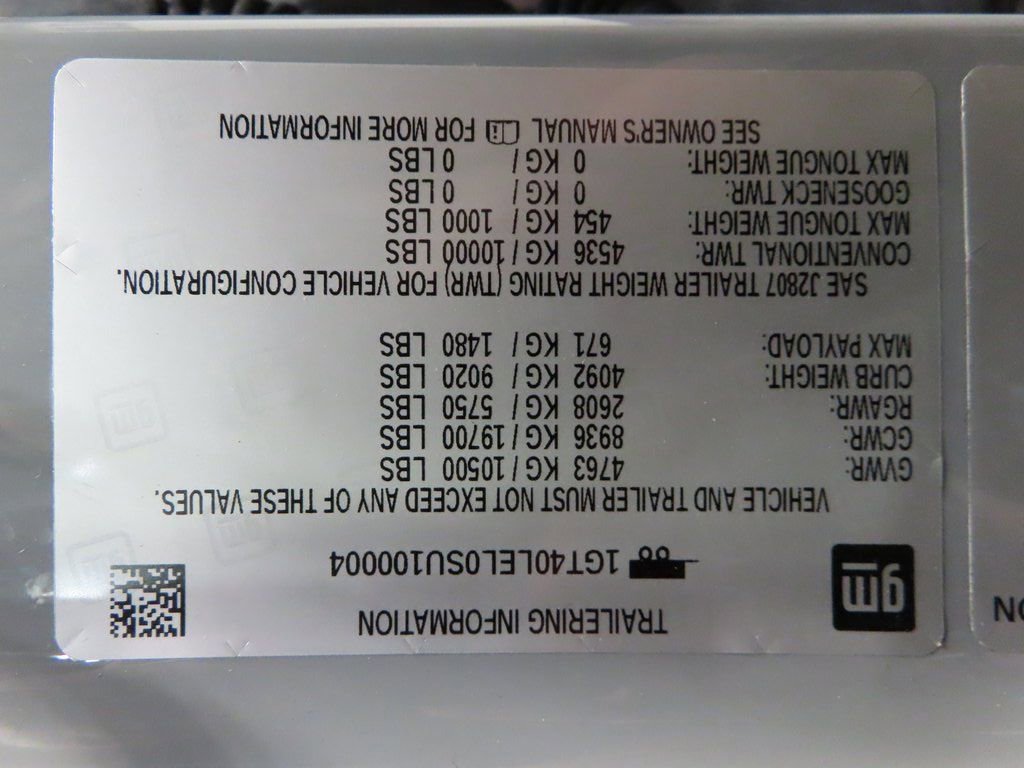 gm
TRAILERING INFORMATION
1GT40LEL0SU100004
VEHICLE AND TRAILER MUST NOT EXCEED ANY OF THESE VALUES.
GVWR: 4763 KG / 10500 LBS
GCWR: 8936 KG / 19700 LBS
RGAWR: 2608 KG / 5750 LBS
CURB WEIGHT: 4092 KG / 9020 LBS
MAX PAYLOAD: 671 KG / 1480 LBS
SAE J2807 TRAILER WEIGHT RATING (TWR) FOR VEHICLE CONFIGURATION.
CONVENTIONAL TWR: 4536 KG / 10000 LBS
MAX TONGUE WEIGHT: 454 KG / 1000 LBS
GOOSENECK TWR: 0 KG / 0 LBS
MAX TONGUE WEIGHT: 0 KG / 0 LBS
SEE OWNER'S MANUAL FOR MORE INFORMATION